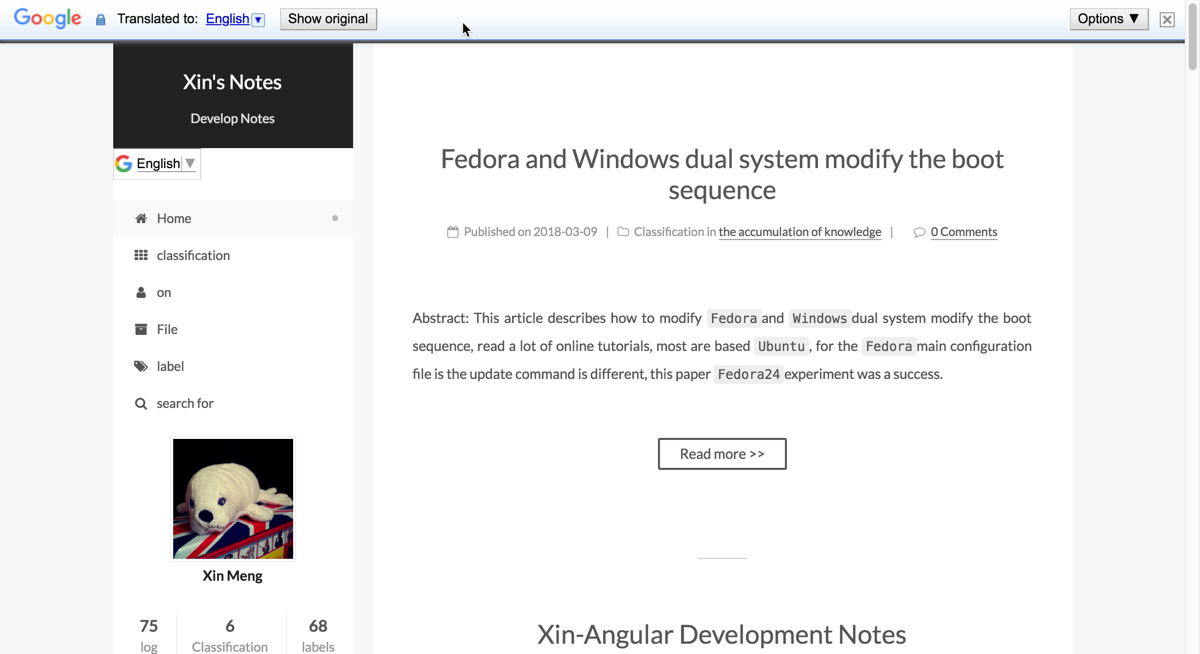 Google Translated to: English ▼ Show original Options ▼
Xin's Notes
Develop Notes
English ▼
Home
classification
on
File
label
search for
Xin Meng
75 6 68
log Classification labels
Fedora and Windows dual system modify the boot
sequence
Published on 2018-03-09 | Classification in the accumulation of knowledge | 0 Comments
Abstract: This article describes how to modify Fedora and Windows dual system modify the boot
sequence, read a lot of online tutorials, most are based Ubuntu , for the Fedora main configuration
file is the update command is different, this paper Fedora24 experiment was a success.
Read more >>
Xin-Angular Development Notes